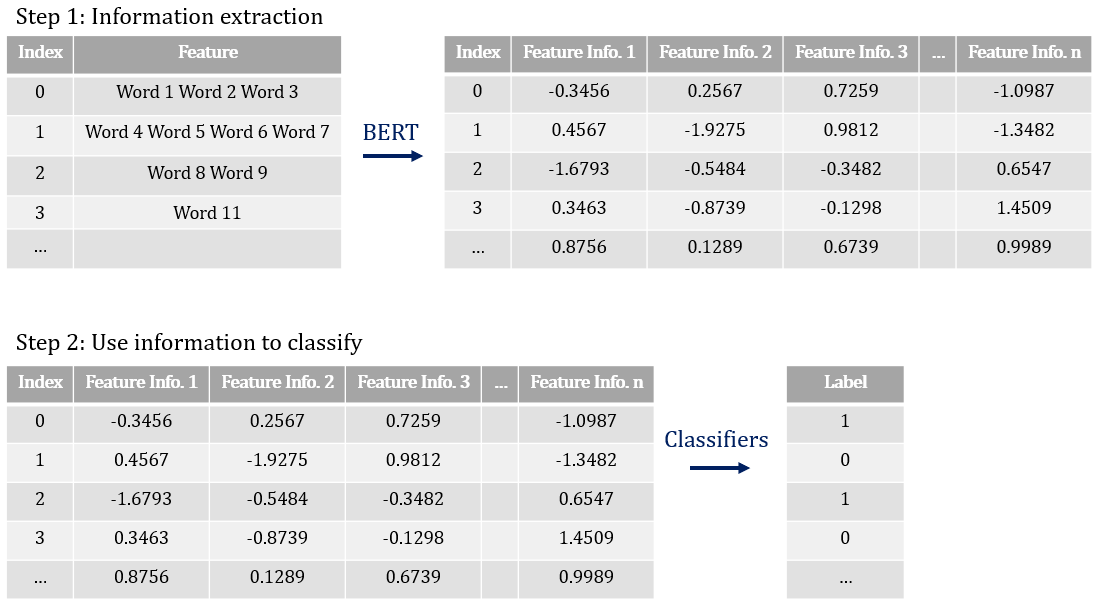 Step 1: Information extraction
Index Feature
0 Word 1 Word 2 Word 3
1 Word 4 Word 5 Word 6 Word 7
2 Word 8 Word 9
3 Word 11
...
BERT
Index Feature Info. 1 Feature Info. 2 Feature Info. 3 ... Feature Info. n
0 -0.3456 0.2567 0.7259 -1.0987
1 0.4567 -1.9275 0.9812 -1.3482
2 -1.6793 -0.5484 -0.3482 0.6547
3 0.3463 -0.8739 -0.1298 1.4509
... 0.8756 0.1289 0.6739 0.9989
Step 2: Use information to classify
Index Feature Info. 1 Feature Info. 2 Feature Info. 3 ... Feature Info. n
0 -0.3456 0.2567 0.7259 -1.0987
1 0.4567 -1.9275 0.9812 -1.3482
2 -1.6793 -0.5484 -0.3482 0.6547
3 0.3463 -0.8739 -0.1298 1.4509
... 0.8756 0.1289 0.6739 0.9989
Classifiers
Label
1
0
1
0
...